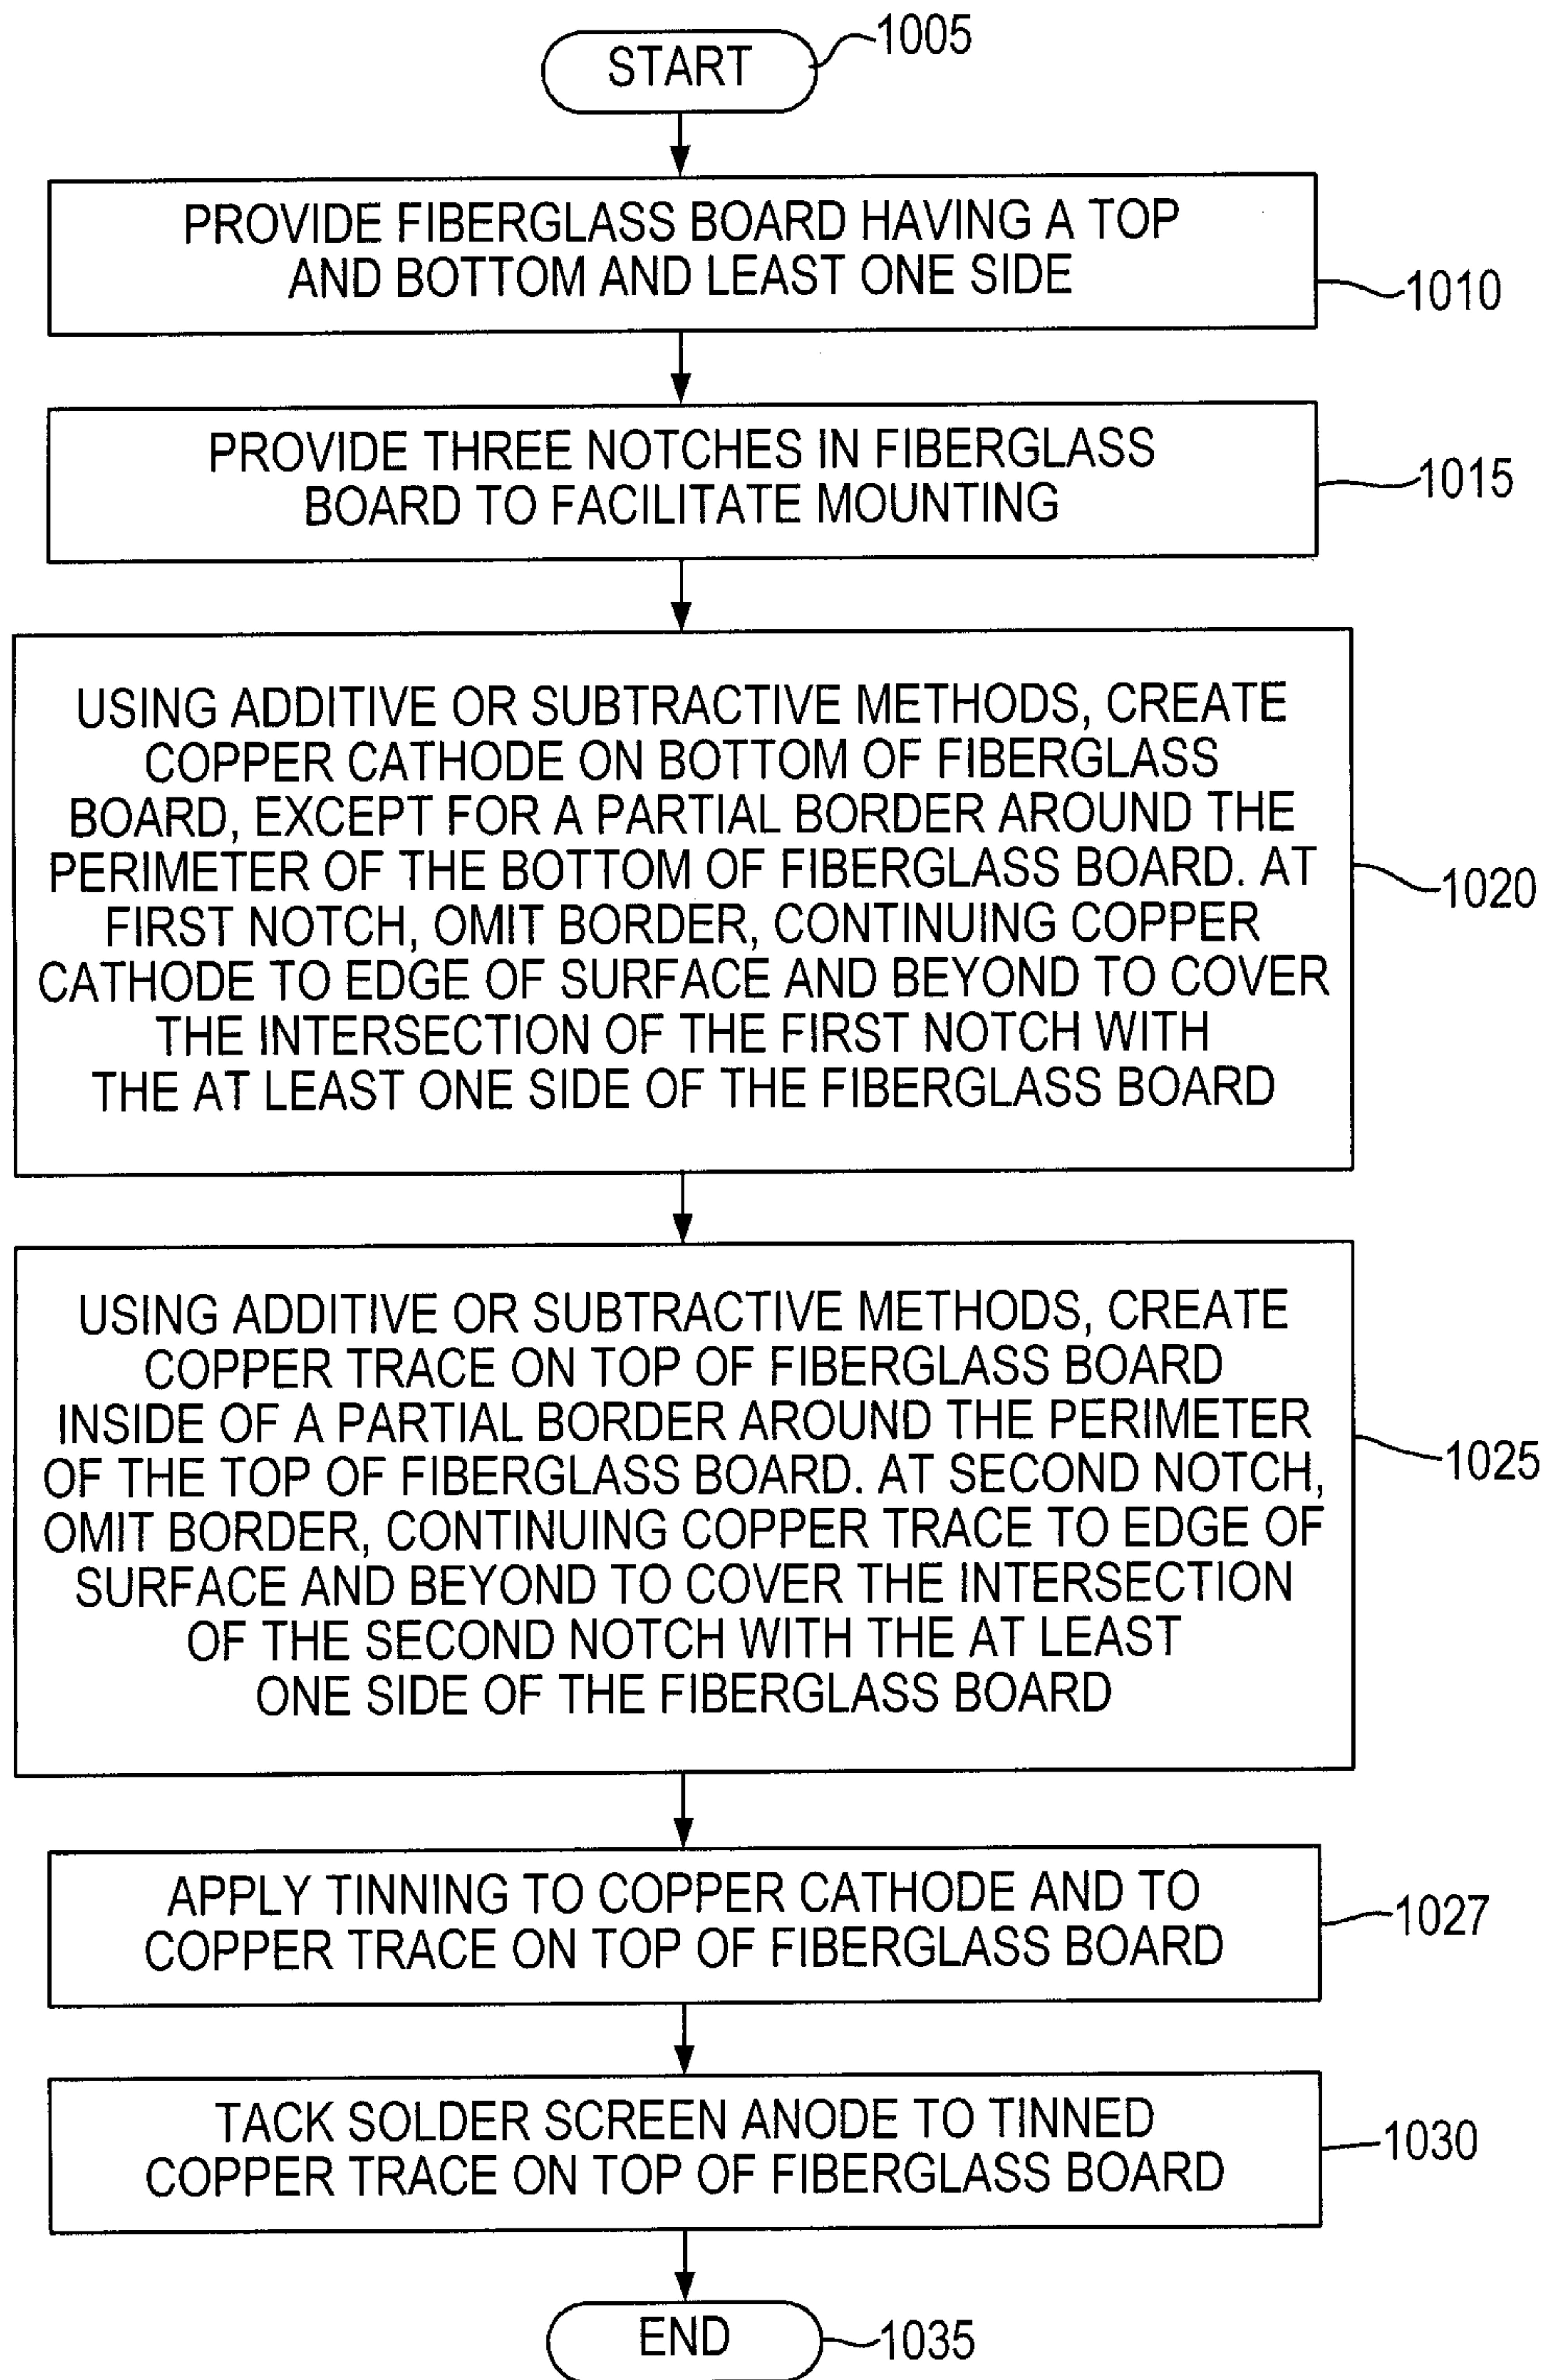 START
1005
PROVIDE FIBERGLASS BOARD HAVING A TOP
AND BOTTOM AND LEAST ONE SIDE
1010
PROVIDE THREE NOTCHES IN FIBERGLASS
BOARD TO FACILITATE MOUNTING
1015
USING ADDITIVE OR SUBTRACTIVE METHODS, CREATE
COPPER CATHODE ON BOTTOM OF FIBERGLASS
BOARD, EXCEPT FOR A PARTIAL BORDER AROUND THE
PERIMETER OF THE BOTTOM OF FIBERGLASS BOARD. AT
FIRST NOTCH, OMIT BORDER, CONTINUING COPPER
CATHODE TO EDGE OF SURFACE AND BEYOND TO COVER
THE INTERSECTION OF THE FIRST NOTCH WITH
THE AT LEAST ONE SIDE OF THE FIBERGLASS BOARD
1020
USING ADDITIVE OR SUBTRACTIVE METHODS, CREATE
COPPER TRACE ON TOP OF FIBERGLASS BOARD
INSIDE OF A PARTIAL BORDER AROUND THE PERIMETER
OF THE TOP OF FIBERGLASS BOARD. AT SECOND NOTCH,
OMIT BORDER, CONTINUING COPPER TRACE TO EDGE OF
SURFACE AND BEYOND TO COVER THE INTERSECTION
OF THE SECOND NOTCH WITH THE AT LEAST
ONE SIDE OF THE FIBERGLASS BOARD
1025
APPLY TINNING TO COPPER CATHODE AND TO
COPPER TRACE ON TOP OF FIBERGLASS BOARD
1027
TACK SOLDER SCREEN ANODE TO TINNED
COPPER TRACE ON TOP OF FIBERGLASS BOARD
1030
END
1035